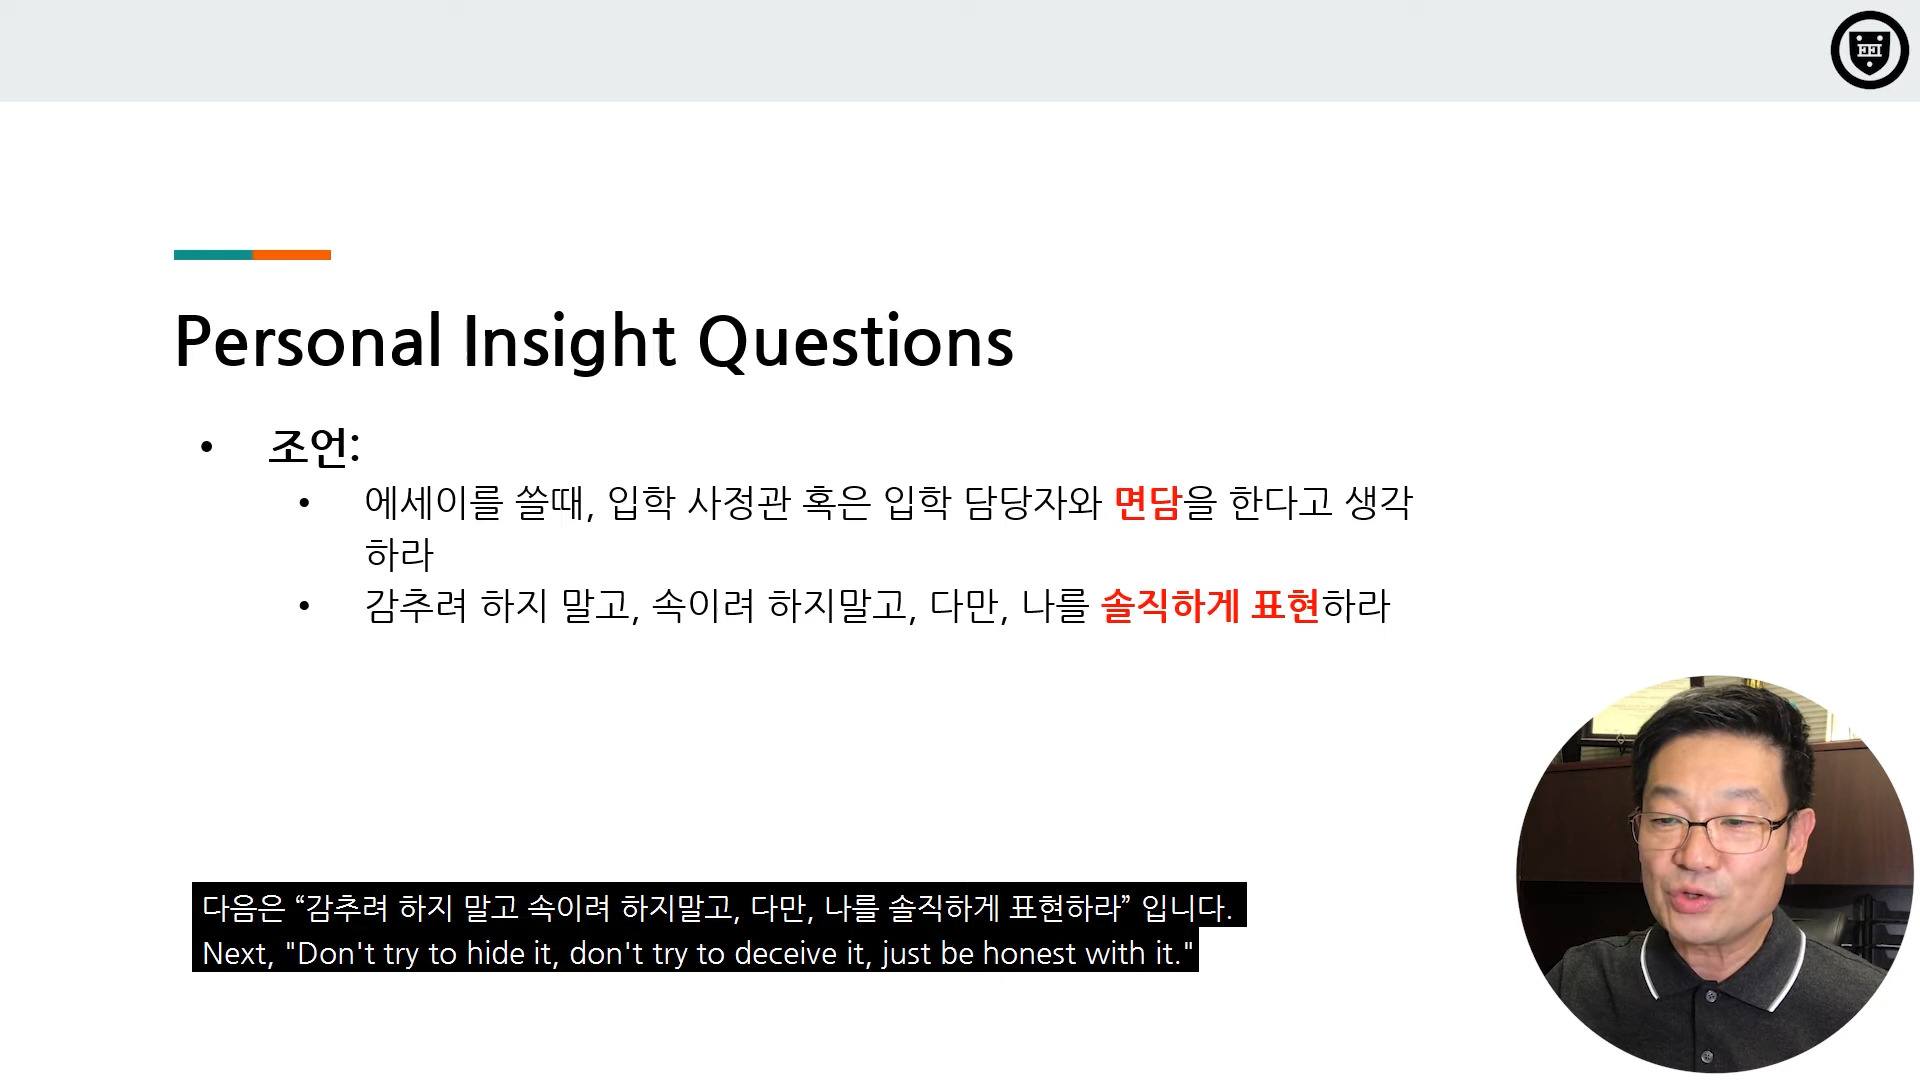 EEI
Personal Insight Questions
• 조언:
• 에세이를 쓸때, 입학 사정관 혹은 입학 담당자와 면담을 한다고 생각
하라
• 감추려 하지 말고, 속이려 하지말고, 다만, 나를 솔직하게 표현하라
다음은 “감추려 하지 말고 속이려 하지말고, 다만, 나를 솔직하게 표현하라” 입니다.
Next, "Don't try to hide it, don't try to deceive it, just be honest with it."